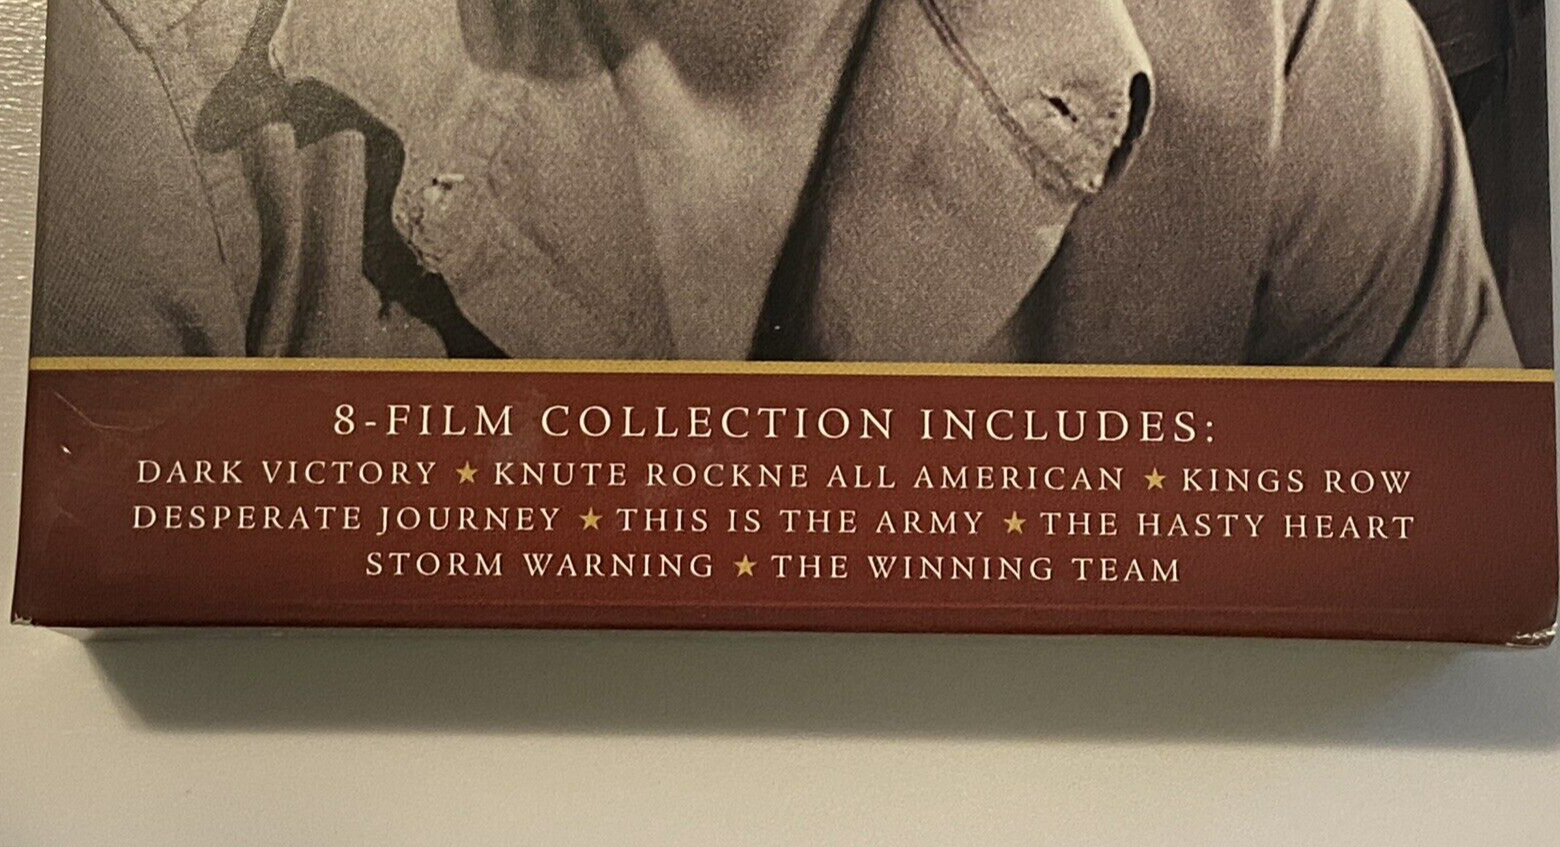 8-FILM COLLECTION INCLUDES:
DARK VICTORY ★ KNUTE ROCKNE ALL AMERICAN ★ KINGS ROW
DESPERATE JOURNEY ★ THIS IS THE ARMY ★ THE HASTY HEART
STORM WARNING ★ THE WINNING TEAM